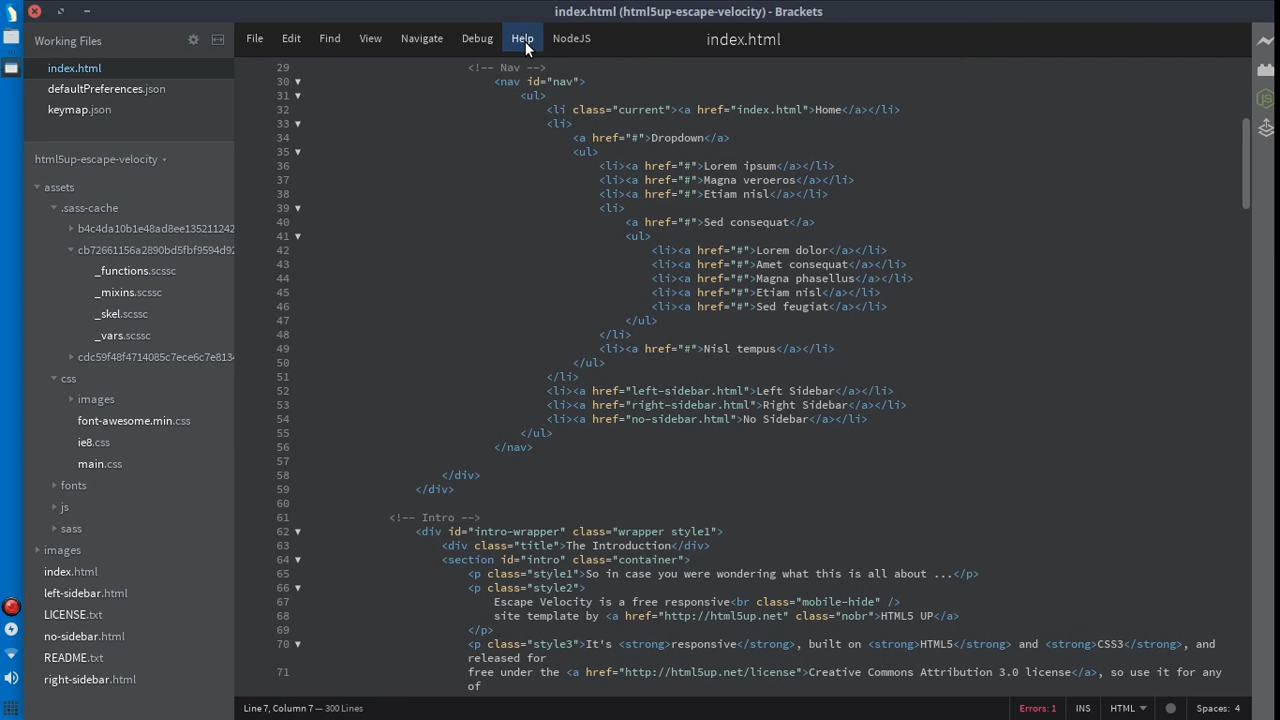 index.html (html5up-escape-velocity) - Brackets
Working Files
index.html
defaultPreferences.json
keymap.json
html5up-escape-velocity
assets
.sass-cache
b4c4da10b1e48ad8ee135211242
cb72661156a2890bd5fbf9594d92
_functions.scssc
_mixins.scssc
_skel.scssc
_vars.scssc
cdc59f48f4714085c7ece6c7e8134
css
images
font-awesome.min.css
ie8.css
main.css
fonts
js
sass
images
index.html
left-sidebar.html
LICENSE.txt
no-sidebar.html
README.txt
right-sidebar.html
File Edit Find View Navigate Debug Help NodeJS index.html
29 <!-- Nav -->
30 <nav id="nav">
31 <ul>
32 <li class="current"><a href="index.html">Home</a></li>
33 <li>
34 <a href="#">Dropdown</a>
35 <ul>
36 <li><a href="#">Lorem ipsum</a></li>
37 <li><a href="#">Magna veroeros</a></li>
38 <li><a href="#">Etiam nisl</a></li>
39 <li>
40 <a href="#">Sed consequat</a>
41 <ul>
42 <li><a href="#">Lorem dolor</a></li>
43 <li><a href="#">Amet consequat</a></li>
44 <li><a href="#">Magna phasellus</a></li>
45 <li><a href="#">Etiam nisl</a></li>
46 <li><a href="#">Sed feugiat</a></li>
47 </ul>
48 </li>
49 <li><a href="#">Nisl tempus</a></li>
50 </ul>
51 </li>
52 <li><a href="left-sidebar.html">Left Sidebar</a></li>
53 <li><a href="right-sidebar.html">Right Sidebar</a></li>
54 <li><a href="no-sidebar.html">No Sidebar</a></li>
55 </ul>
56 </nav>
57
58 </div>
59 </div>
60
61 <!-- Intro -->
62 <div id="intro-wrapper" class="wrapper style1">
63 <div class="title">The Introduction</div>
64 <section id="intro" class="container">
65 <p class="style1">So in case you were wondering what this is all about ...</p>
66 <p class="style2">
67 Escape Velocity is a free responsive<br class="mobile-hide" />
68 site template by <a href="http://html5up.net" class="nobr">HTML5 UP</a>
69 </p>
70 <p class="style3">It's <strong>responsive</strong>, built on <strong>HTML5</strong> and <strong>CSS3</strong>, and
released for
71 free under the <a href="http://html5up.net/license">Creative Commons Attribution 3.0 license</a>, so use it for any
of
Line 7, Column 7 — 300 Lines
Errors: 1 INS HTML Spaces: 4